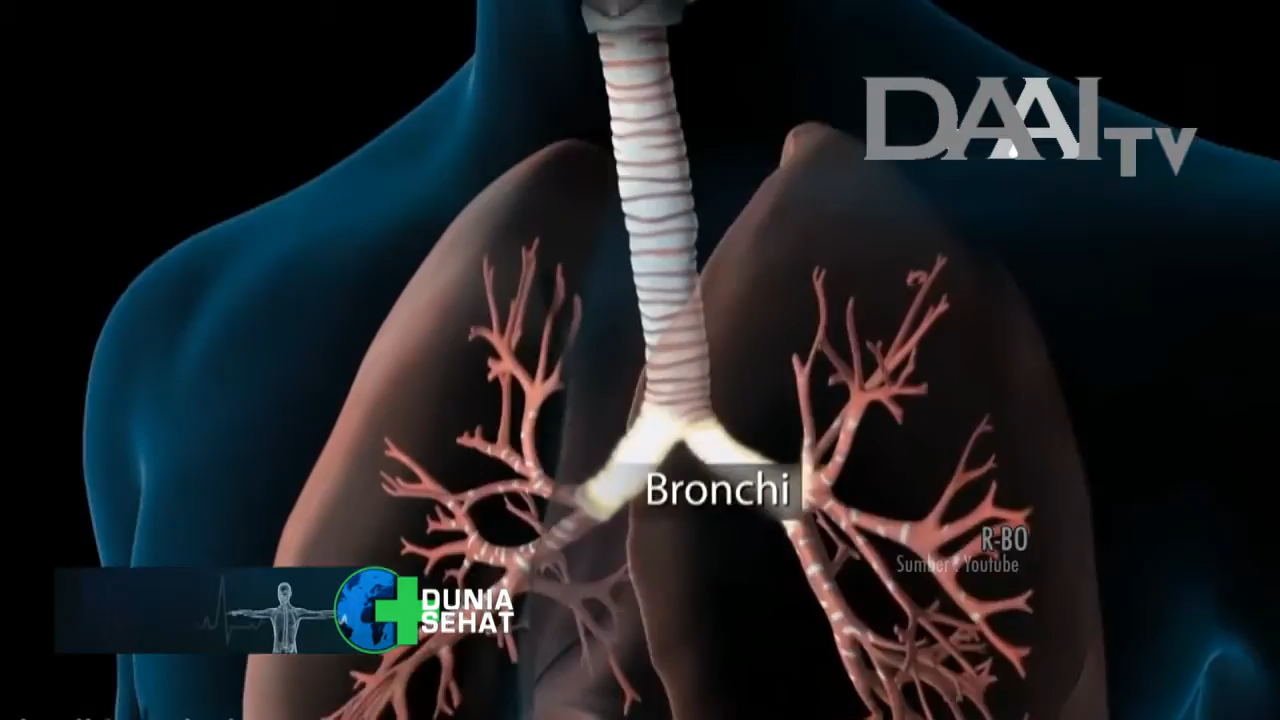 DAAI TV
Bronchi
R-BO
Sumber : Youtube
DUNIA
SEHAT